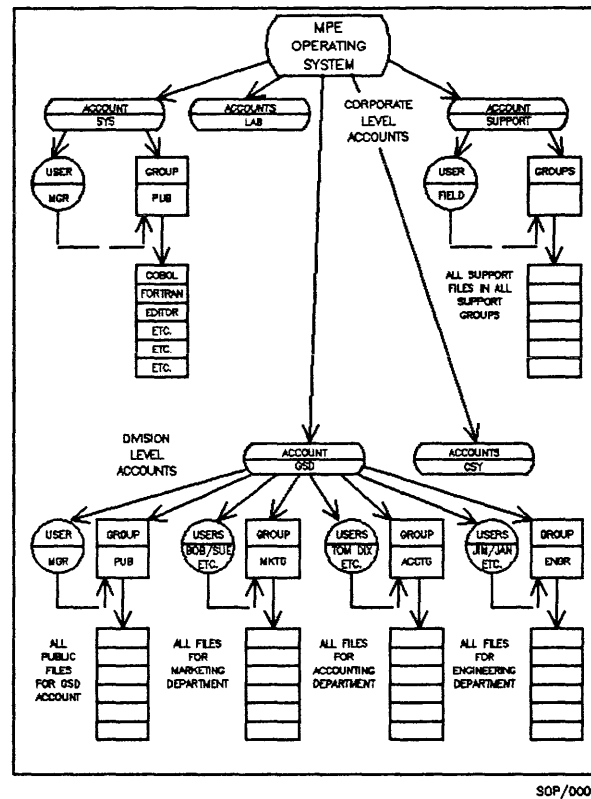 MPE
OPERATING
SYSTEM
ACCOUNT
SYS
ACCOUNTS
LAB
CORPORATE
LEVEL
ACCOUNTS
ACCOUNT
SUPPORT
USER
MGR
GROUP
PUB
USER
FIELD
GROUPS
COBOL
FORTRAN
EDITOR
ETC.
ETC.
ETC.
ALL SUPPORT
FILES IN ALL
SUPPORT
GROUPS
DIVISION
LEVEL
ACCOUNTS
ACCOUNT
GSD
ACCOUNTS
CSY
USER
MGR
GROUP
PUB
USERS
BOB/SUE
ETC.
GROUP
MKTG
USERS
TOM DIX
ETC.
GROUP
ACCTG
USERS
JIM/JAN
ETC.
GROUP
ENGR
ALL
PUBLIC
FILES
FOR GSD
ACCOUNT
ALL FILES
FOR
MARKETING
DEPARTMENT
ALL FILES
FOR
ACCOUNTING
DEPARTMENT
ALL FILES
FOR
ENGINEERING
DEPARTMENT
SOP/000